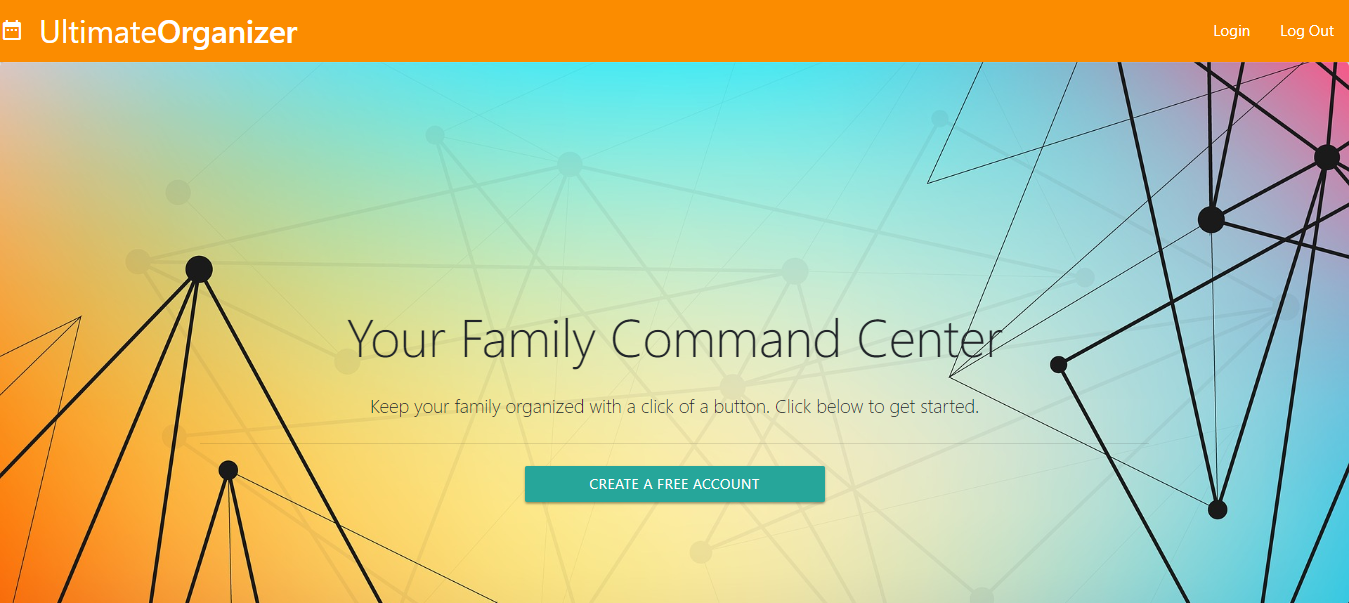 UltimateOrganizer
Login
Log Out
Your Family Command Center
Keep your family organized with a click of a button. Click below to get started.
CREATE A FREE ACCOUNT